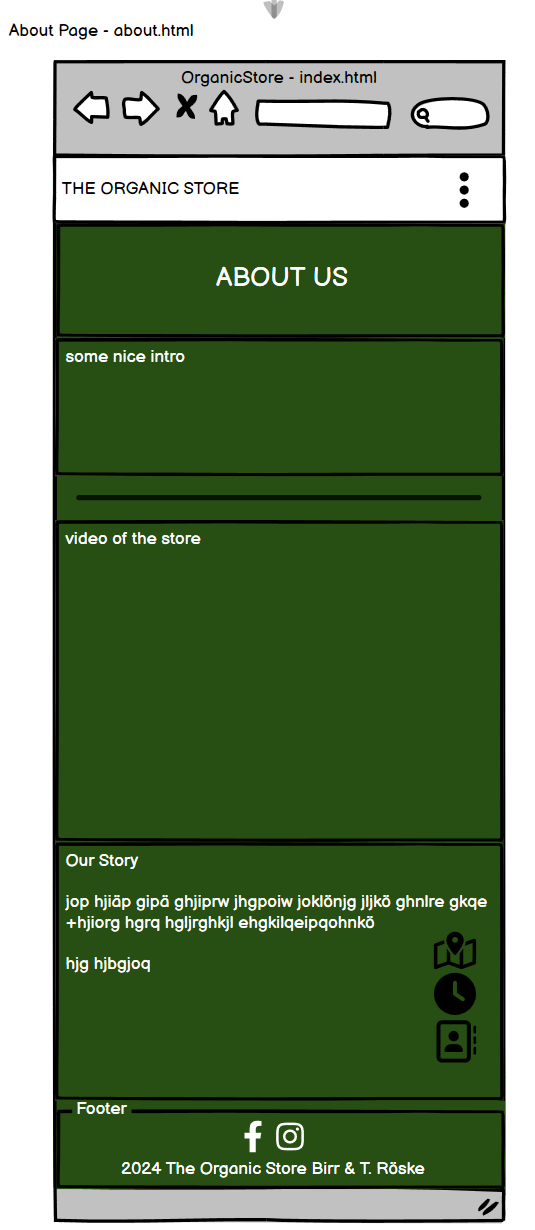 About Page - about.html
OrganicStore - index.html
THE ORGANIC STORE
ABOUT US
some nice intro
video of the store
Our Story
jop hjiäp gipä ghjiprw jhgpoiw joklönjg jljkö ghnlre gkqe
+hjiorg hgrq hgljrghkjl ehgkilqeipqohnkö
hjg hjbgjoq
Footer
2024 The Organic Store Birr & T. Röske